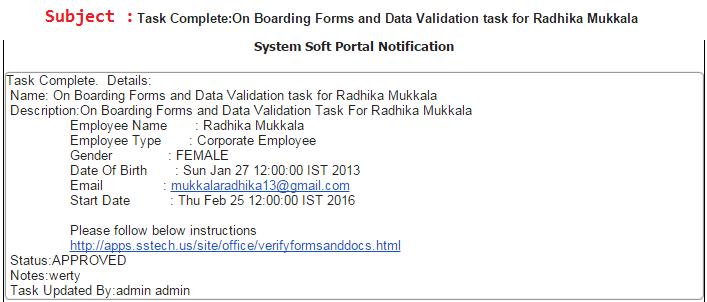 Subject : Task Complete:On Boarding Forms and Data Validation task for Radhika Mukkala
System Soft Portal Notification
Task Complete. Details:
Name: On Boarding Forms and Data Validation task for Radhika Mukkala
Description:On Boarding Forms and Data Validation Task For Radhika Mukkala
Employee Name : Radhika Mukkala
Employee Type : Corporate Employee
Gender : FEMALE
Date Of Birth : Sun Jan 27 12:00:00 IST 2013
Email : mukkalaradhika13@gmail.com
Start Date : Thu Feb 25 12:00:00 IST 2016
Please follow below instructions
http://apps.sstech.us/site/office/verifyformsanddocs.html
Status:APPROVED
Notes:werty
Task Updated By:admin admin